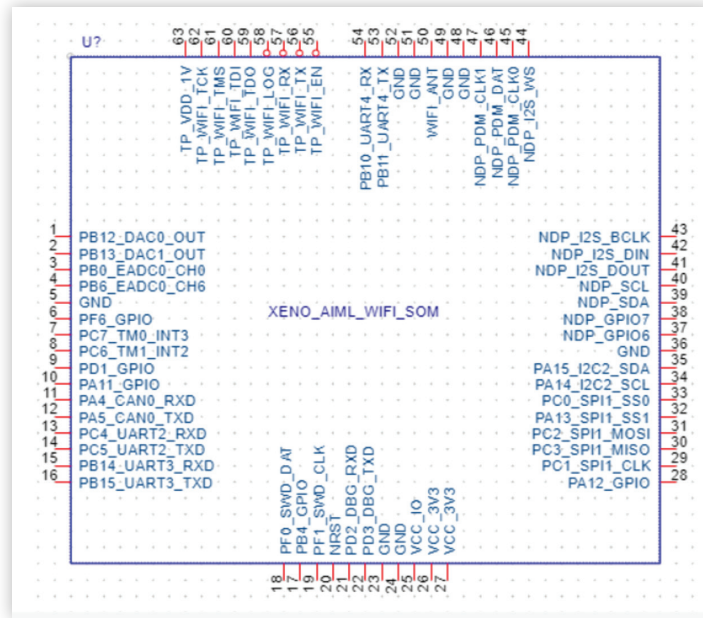 U?
63 62 61 60 59 58 57 56 55
54 53 52 51 50 49 48 47 46 45 44
TP_VDD_1V
TP_WIFI_TCK
TP_WIFI_TMS
TP_WIFI_TDI
TP_WIFI_TDO
TP_WIFI_LOG
TP_WIFI_RX
TP_WIFI_TX
TP_WIFI_EN
PB10_UART4_RX
PB11_UART4_TX
GND
GND
WIFI_ANT
GND
GND
NDP_PDM_CLK1
NDP_PDM_DAT
NDP_PDM_CLK0
NDP_I2S_WS
1 PB12_DAC0_OUT
2 PB13_DAC1_OUT
3 PB0_EADC0_CH0
4 PB6_EADC0_CH6
5 GND
6 PF6_GPIO
7 PC7_TM0_INT3
8 PC6_TM1_INT2
9 PD1_GPIO
10 PA11_GPIO
11 PA4_CAN0_RXD
12 PA5_CAN0_TXD
13 PC4_UART2_RXD
14 PC5_UART2_TXD
15 PB14_UART3_RXD
16 PB15_UART3_TXD
XENO_AIML_WIFI_SOM
NDP_I2S_BCLK 43
NDP_I2S_DIN 42
NDP_I2S_DOUT 41
NDP_SCL 40
NDP_SDA 39
NDP_GPIO7 38
NDP_GPIO6 37
GND 36
PA15_I2C2_SDA 35
PA14_I2C2_SCL 34
PC0_SPI1_SS0 33
PA13_SPI1_SS1 32
PC2_SPI1_MOSI 31
PC3_SPI1_MISO 30
PC1_SPI1_CLK 29
PA12_GPIO 28
PF0_SWD_DAT
PB4_GPIO
PF1_SWD_CLK
NRST
PD2_DBG_RXD
PD3_DBG_TXD
GND
GND
VCC_IO
VCC_3V3
VCC_3V3
18 17 19 20 21 22 23 24 25 26 27